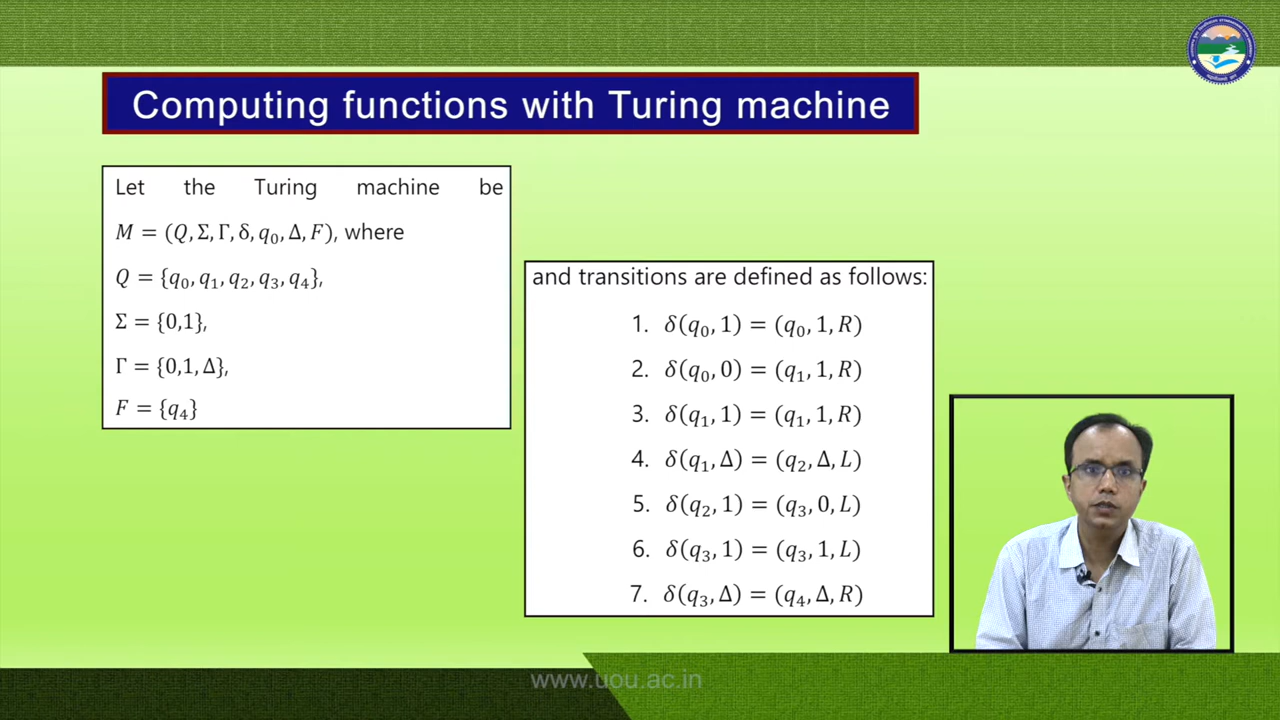 Computing functions with Turing machine
Let the Turing machine be
M = (Q, Σ, Γ, δ, q₀, Δ, F), where
Q = {q₀, q₁, q₂, q₃, q₄},
Σ = {0,1},
Γ = {0,1, Δ},
F = {q₄}
and transitions are defined as follows:
1. δ(q₀, 1) = (q₀, 1, R)
2. δ(q₀, 0) = (q₁, 1, R)
3. δ(q₁, 1) = (q₁, 1, R)
4. δ(q₁, Δ) = (q₂, Δ, L)
5. δ(q₂, 1) = (q₃, 0, L)
6. δ(q₃, 1) = (q₃, 1, L)
7. δ(q₃, Δ) = (q₄, Δ, R)
www.uou.ac.in